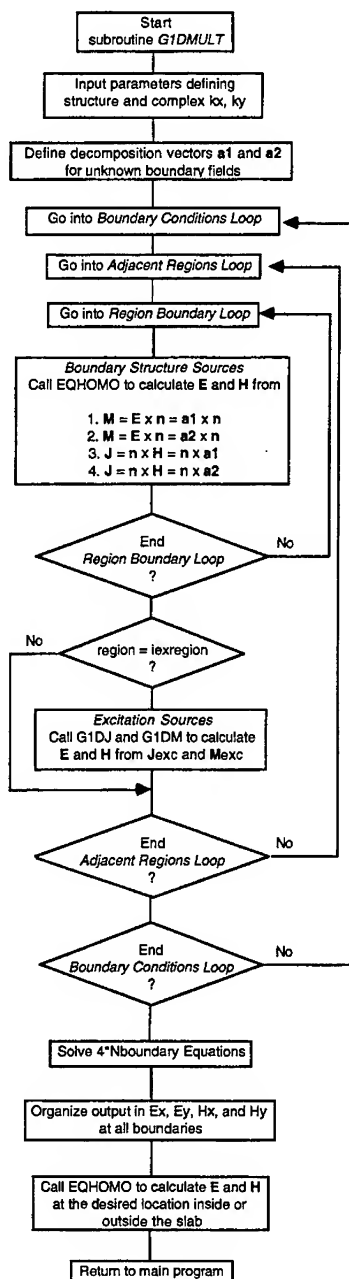 Start
subroutine G1DMULT
Input parameters defining
structure and complex kx, ky
Define decomposition vectors a1 and a2
for unknown boundary fields
Go into Boundary Conditions Loop
Go into Adjacent Regions Loop
Go into Region Boundary Loop
Boundary Structure Sources
Call EQHOMO to calculate E and H from
1. M = E x n = a1 x n
2. M = E x n = a2 x n
3. J = n x H = n x a1
4. J = n x H = n x a2
End
Region Boundary Loop
?
No
No
region = iexregion
?
Excitation Sources
Call G1DJ and G1DM to calculate
E and H from Jexc and Mexc
End
Adjacent Regions Loop
?
No
End
Boundary Conditions Loop
?
No
Solve 4*Nboundary Equations
Organize output in Ex, Ey, Hx, and Hy
at all boundaries
Call EQHOMO to calculate E and H
at the desired location inside or
outside the slab
Return to main program